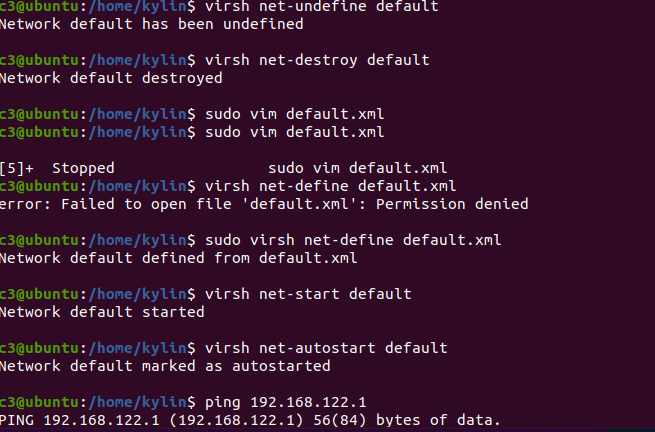 c3@ubuntu:/home/kylin$ virsh net-undefine default
Network default has been undefined
c3@ubuntu:/home/kylin$ virsh net-destroy default
Network default destroyed
c3@ubuntu:/home/kylin$ sudo vim default.xml
c3@ubuntu:/home/kylin$ sudo vim default.xml
[5]+  Stopped                 sudo vim default.xml
c3@ubuntu:/home/kylin$ virsh net-define default.xml
error: Failed to open file 'default.xml': Permission denied
c3@ubuntu:/home/kylin$ sudo virsh net-define default.xml
Network default defined from default.xml
c3@ubuntu:/home/kylin$ virsh net-start default
Network default started
c3@ubuntu:/home/kylin$ virsh net-autostart default
Network default marked as autostarted
c3@ubuntu:/home/kylin$ ping 192.168.122.1
PING 192.168.122.1 (192.168.122.1) 56(84) bytes of data.